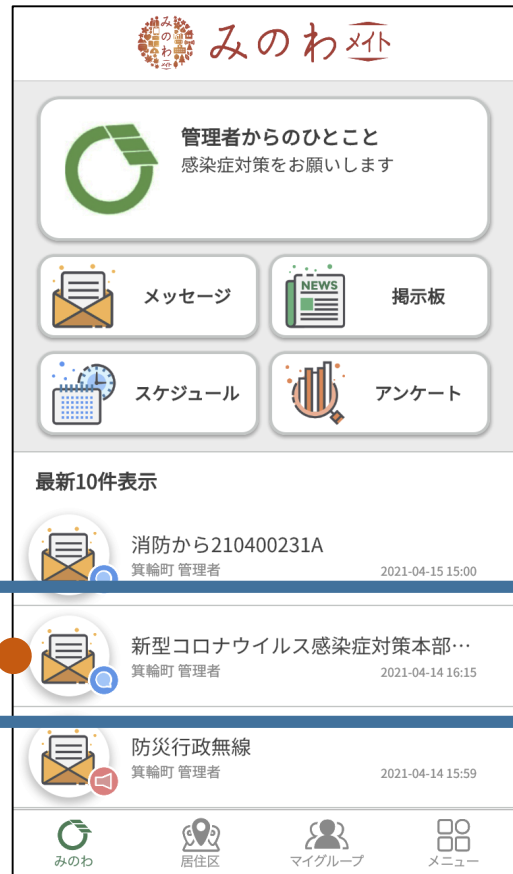 みのわ
みのわメイト
管理者からのひとこと
感染症対策をお願いします
メッセージ
NEWS
掲示板
スケジュール
アンケート
最新10件表示
消防から210400231A
箕輪町 管理者
2021-04-15 15:00
新型コロナウイルス感染症対策本部…
箕輪町 管理者
2021-04-14 16:15
防災行政無線
箕輪町 管理者
2021-04-14 15:59
みのわ
居住区
マイグループ
メニュー